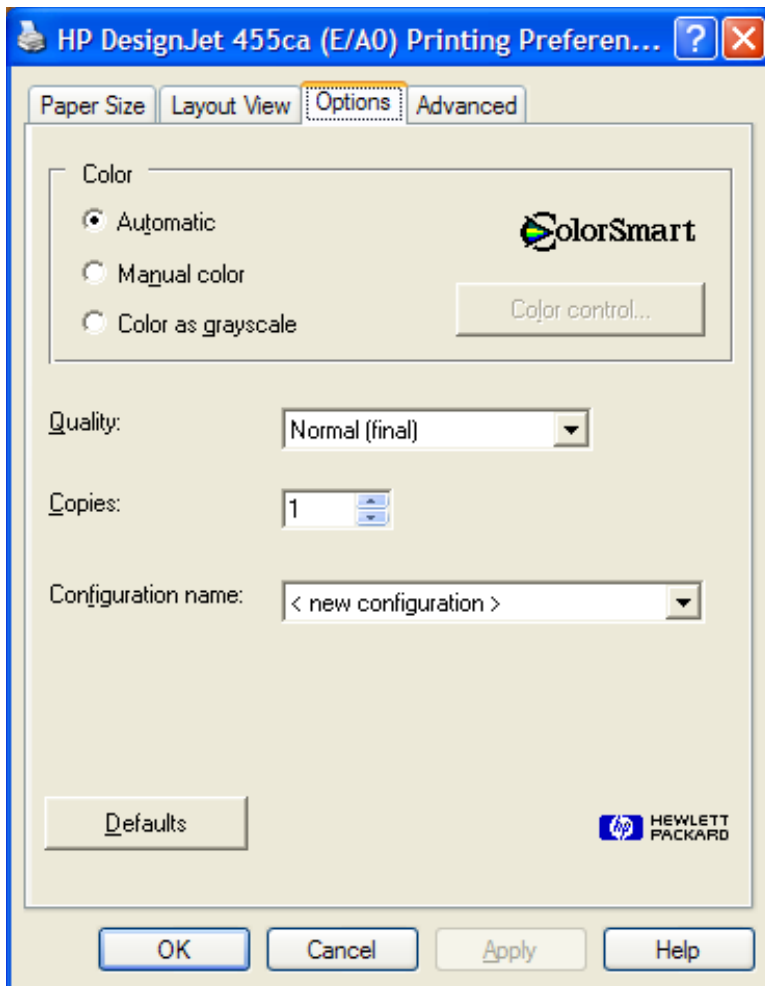 HP DesignJet 455ca (E/A0) Printing Preferen... ?
Paper Size Layout View Options Advanced
Color
Automatic
ColorSmart
Manual color
Color control...
Color as grayscale
Quality: Normal (final)
Copies: 1
Configuration name: < new configuration >
Defaults
hp HEWLETT
PACKARD
OK Cancel Apply Help